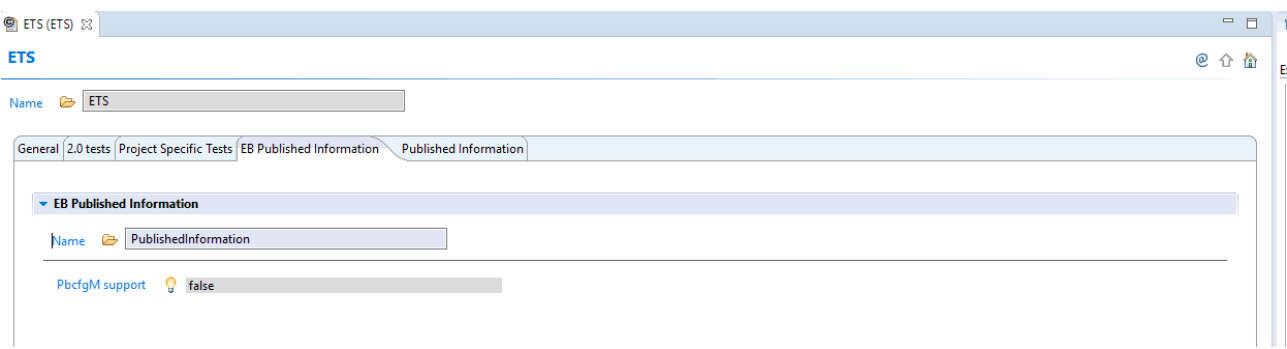 ETS (ETS)
ETS
Name ETS
General 2.0 tests Project Specific Tests EB Published Information Published Information
EB Published Information
Name PublishedInformation
PbcfgM support false